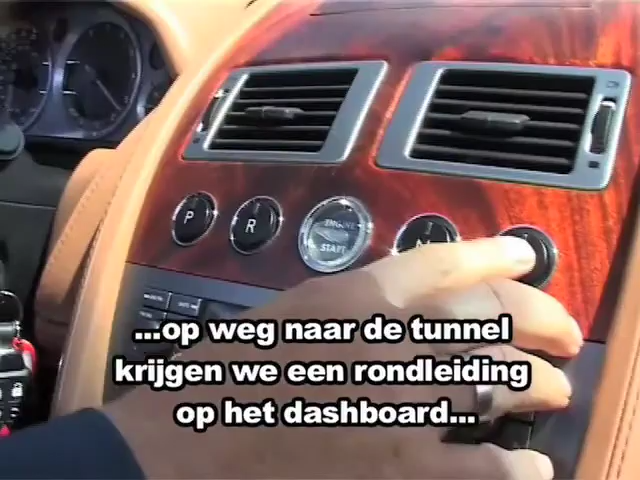 P R ENGINE START N
...op weg naar de tunnel
krijgen we een rondleiding
op het dashboard...